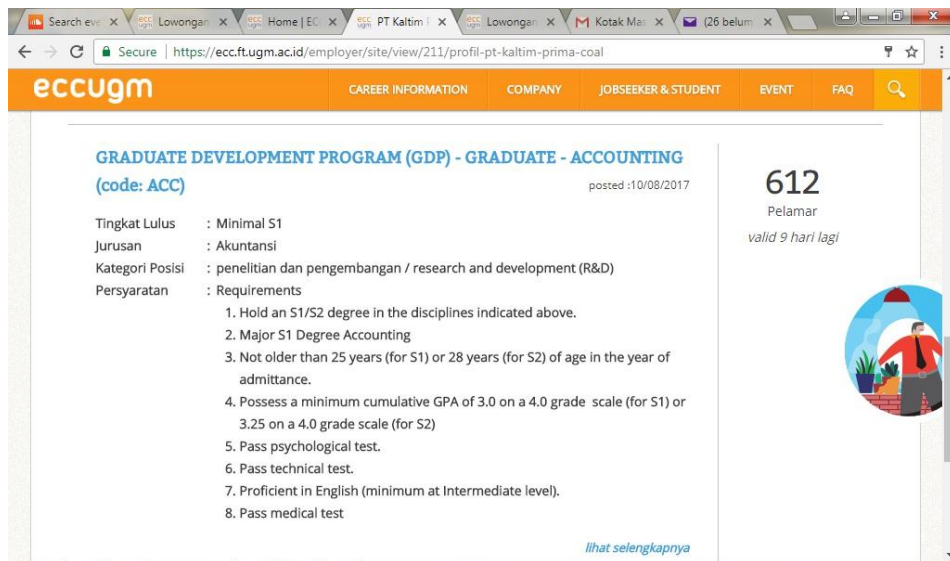 Search eve
Lowongan
Home | EC
PT Kaltim P
Lowongan
Kotak Mas
(26 belum
Secure | https://ecc.ft.ugm.ac.id/employer/site/view/211/profil-pt-kaltim-prima-coal
eccugm
CAREER INFORMATION
COMPANY
JOBSEEKER & STUDENT
EVENT
FAQ
GRADUATE DEVELOPMENT PROGRAM (GDP) - GRADUATE - ACCOUNTING
(code: ACC)
posted :10/08/2017
Tingkat Lulus : Minimal S1
Jurusan : Akuntansi
Kategori Posisi : penelitian dan pengembangan / research and development (R&D)
Persyaratan : Requirements
1. Hold an S1/S2 degree in the disciplines indicated above.
2. Major S1 Degree Accounting
3. Not older than 25 years (for S1) or 28 years (for S2) of age in the year of
admittance.
4. Possess a minimum cumulative GPA of 3.0 on a 4.0 grade scale (for S1) or
3.25 on a 4.0 grade scale (for S2)
5. Pass psychological test.
6. Pass technical test.
7. Proficient in English (minimum at Intermediate level).
8. Pass medical test
lihat selengkapnya
612
Pelamar
valid 9 hari lagi